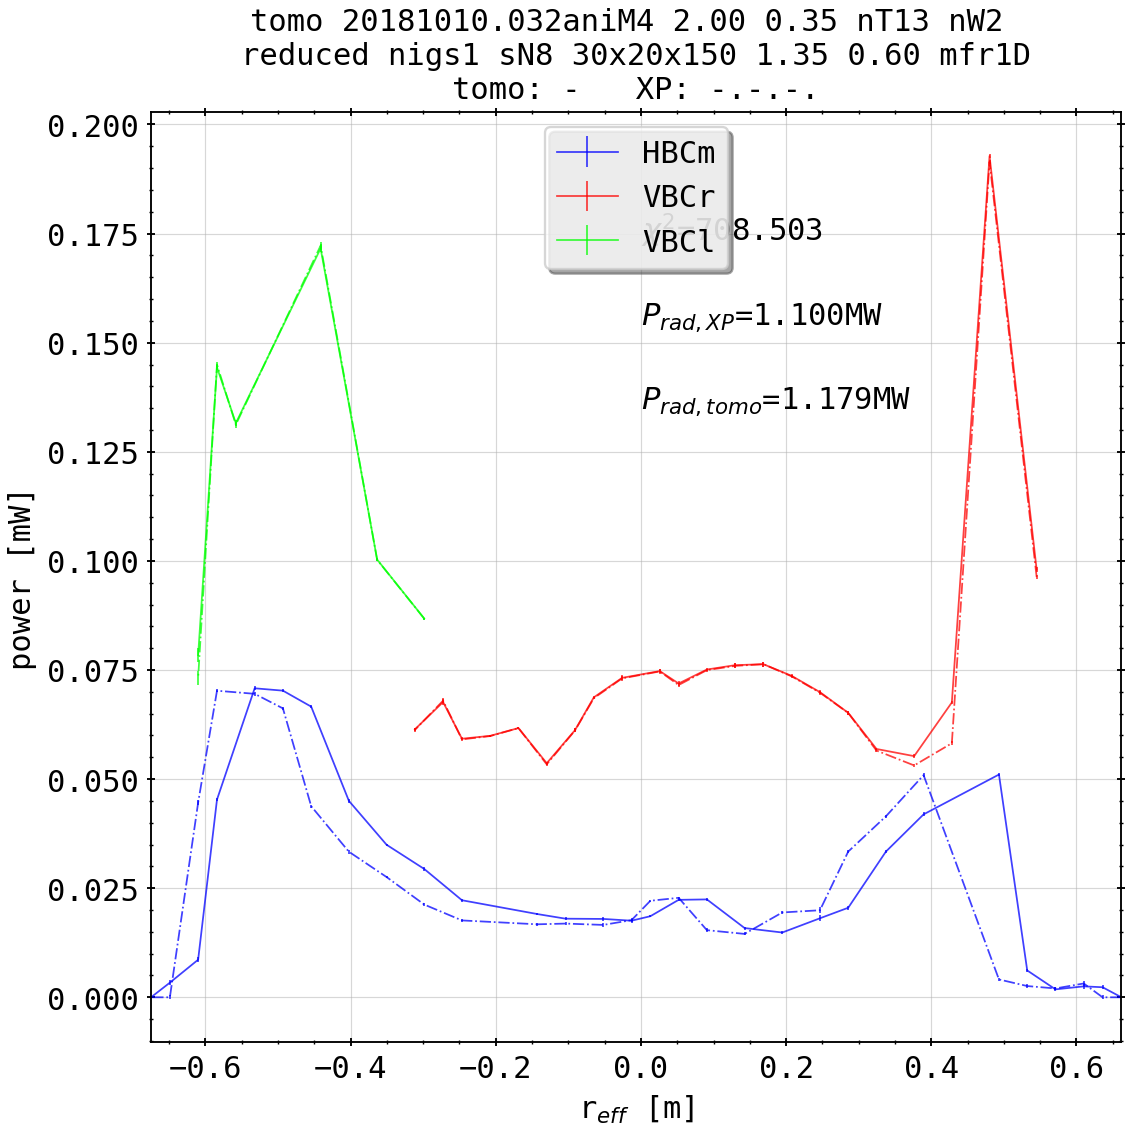 tomo 20181010.032aniM4 2.00 0.35 nT13 nW2
reduced nigs1 sN8 30x20x150 1.35 0.60 mfr1D
tomo: -   XP: -.-.-.
HBCm
VBCr
VBCl
χ²=708.503
P_rad,XP=1.100MW
P_rad,tomo=1.179MW
power [mW]
0.200
0.175
0.150
0.125
0.100
0.075
0.050
0.025
0.000
−0.6 −0.4 −0.2 0.0 0.2 0.4 0.6
r_eff [m]